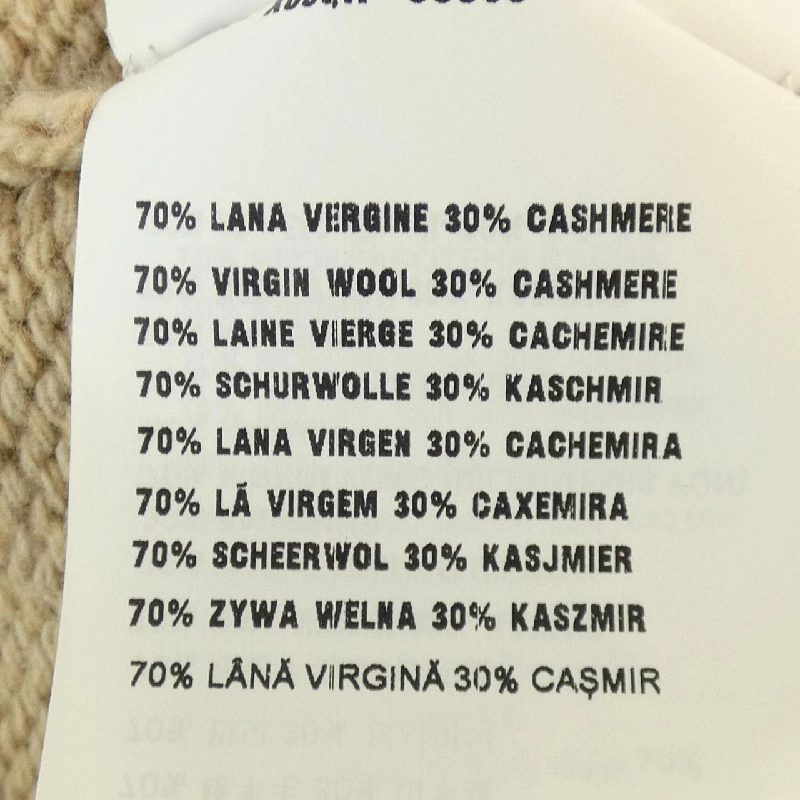 70% LANA VERGINE 30% CASHMERE
70% VIRGIN WOOL 30% CASHMERE
70% LAINE VIERGE 30% CACHEMIRE
70% SCHURWOLLE 30% KASCHMIR
70% LANA VIRGEN 30% CACHEMIRA
70% LÃ VIRGEM 30% CAXEMIRA
70% SCHEERWOL 30% KASJMIER
70% ZYWA WELNA 30% KASZMIR
70% LÂNĂ VIRGINĂ 30% CAȘMIR